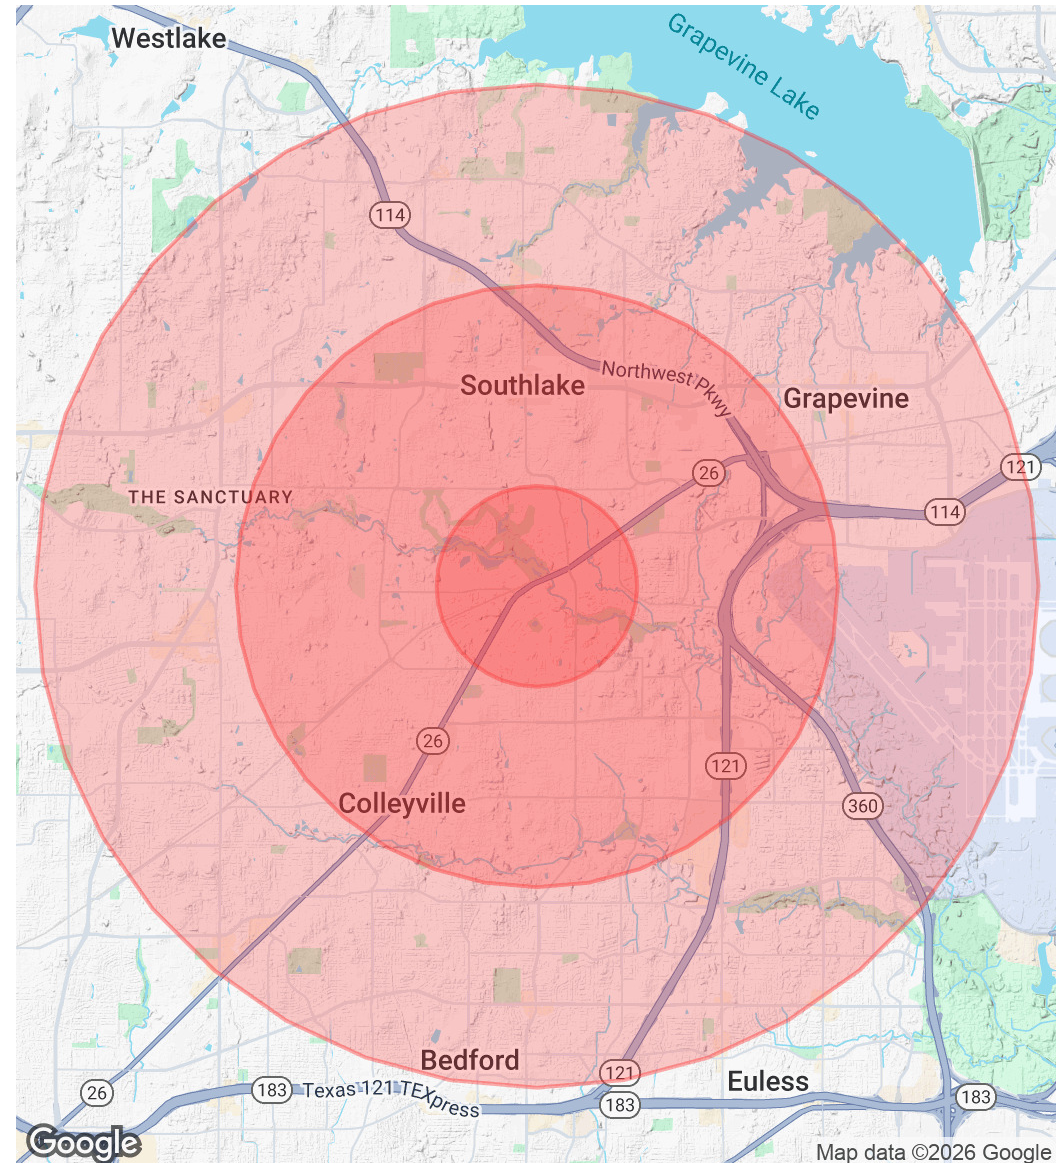 Westlake
Grapevine Lake
114
Southlake
Northwest Pkwy
Grapevine
26
121
114
THE SANCTUARY
26
121
360
Colleyville
Bedford
121
Euless
26
183
Texas 121 TEXpress
183
183
Google
Map data ©2026 Google